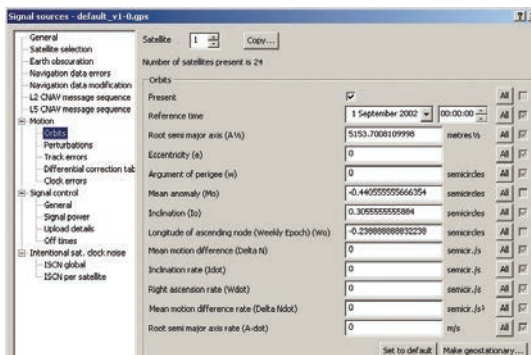 Signal sources - default_v1-0.gps
General
Satellite selection
Earth obscuration
Navigation data errors
Navigation data modification
L2 CNAV message sequence
L5 CNAV message sequence
Motion
Orbits
Perturbations
Track errors
Differential correction tab
Clock errors
Signal control
General
Signal power
Upload details
Off times
Intentional sat. clock noise
ISCN global
ISCN per satellite
Satellite 1 Copy...
Number of satellites present is 24
Orbits
Present All
Reference time 1 September 2002 00:00:00 All
Root semi major axis (A½) 5153.7008109998 metres½ All
Eccentricity (e) 0 All
Argument of perigee (w) 0 semicircles All
Mean anomaly (Mo) -0.440555555666354 semicircles All
Inclination (Io) 0.3055555555884 semicircles All
Longitude of ascending node (Weekly Epoch) (Wo) -0.238888888832238 semicircles All
Mean motion difference (Delta N) 0 semicir./s All
Inclination rate (Idot) 0 semicir./s All
Right ascension rate (Wdot) 0 semicir./s All
Mean motion difference rate (Delta Ndot) 0 semicir./s² All
Root semi major axis rate (A-dot) 0 m/s All
Set to default Make geostationary...